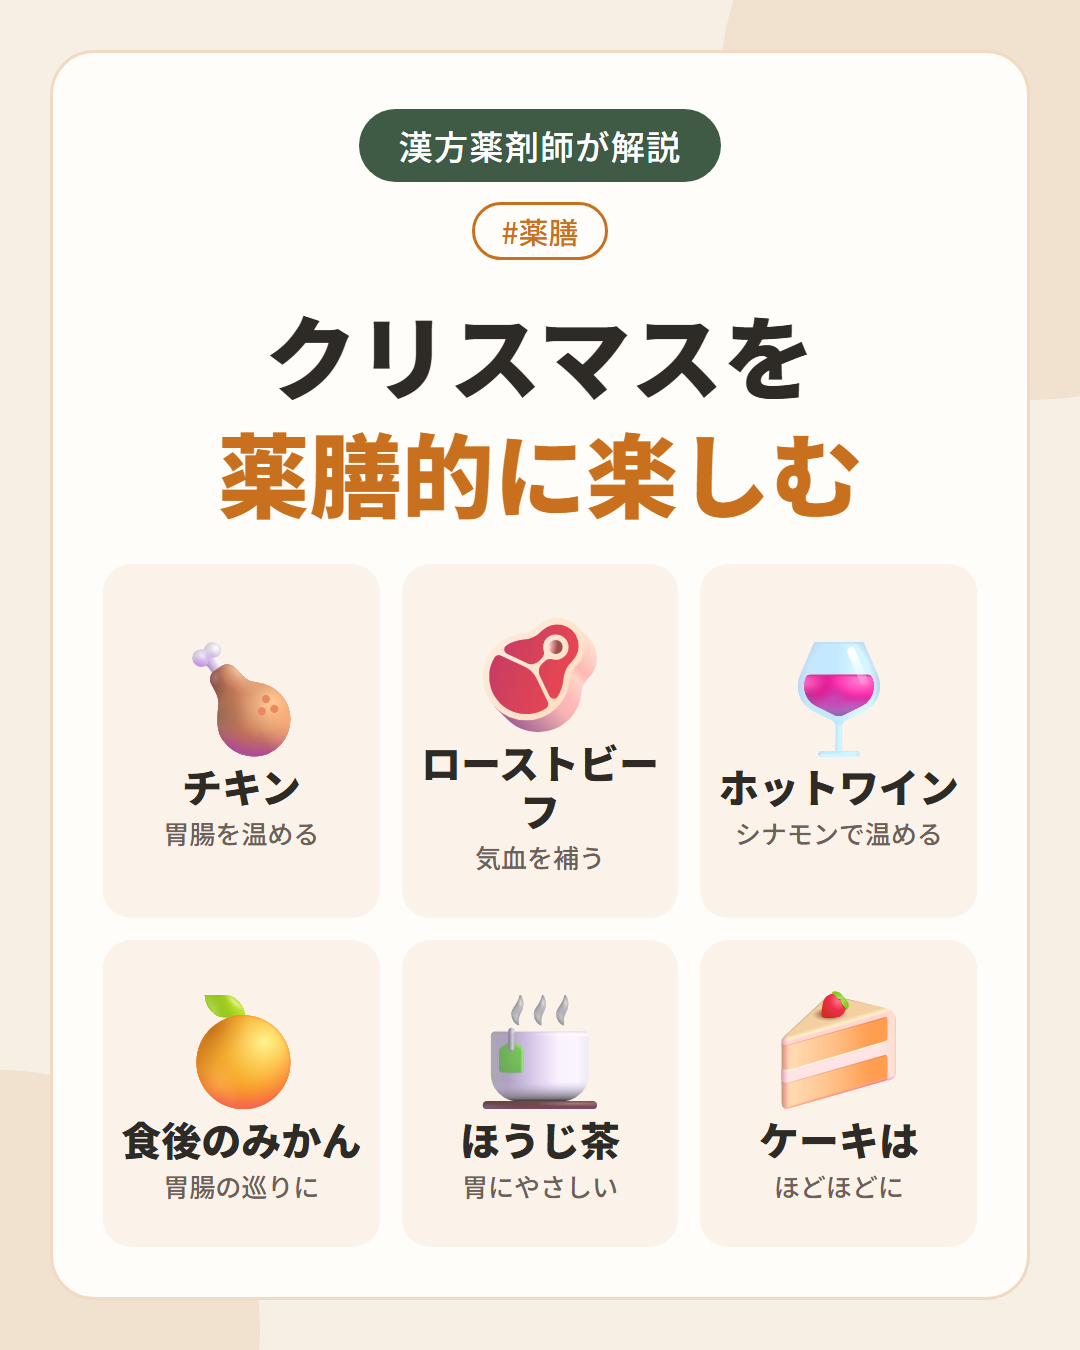 漢方薬剤師が解説
#薬膳
クリスマスを
薬膳的に楽しむ
チキン
胃腸を温める
ローストビー
フ
気血を補う
ホットワイン
シナモンで温める
食後のみかん
胃腸の巡りに
ほうじ茶
胃にやさしい
ケーキは
ほどほどに